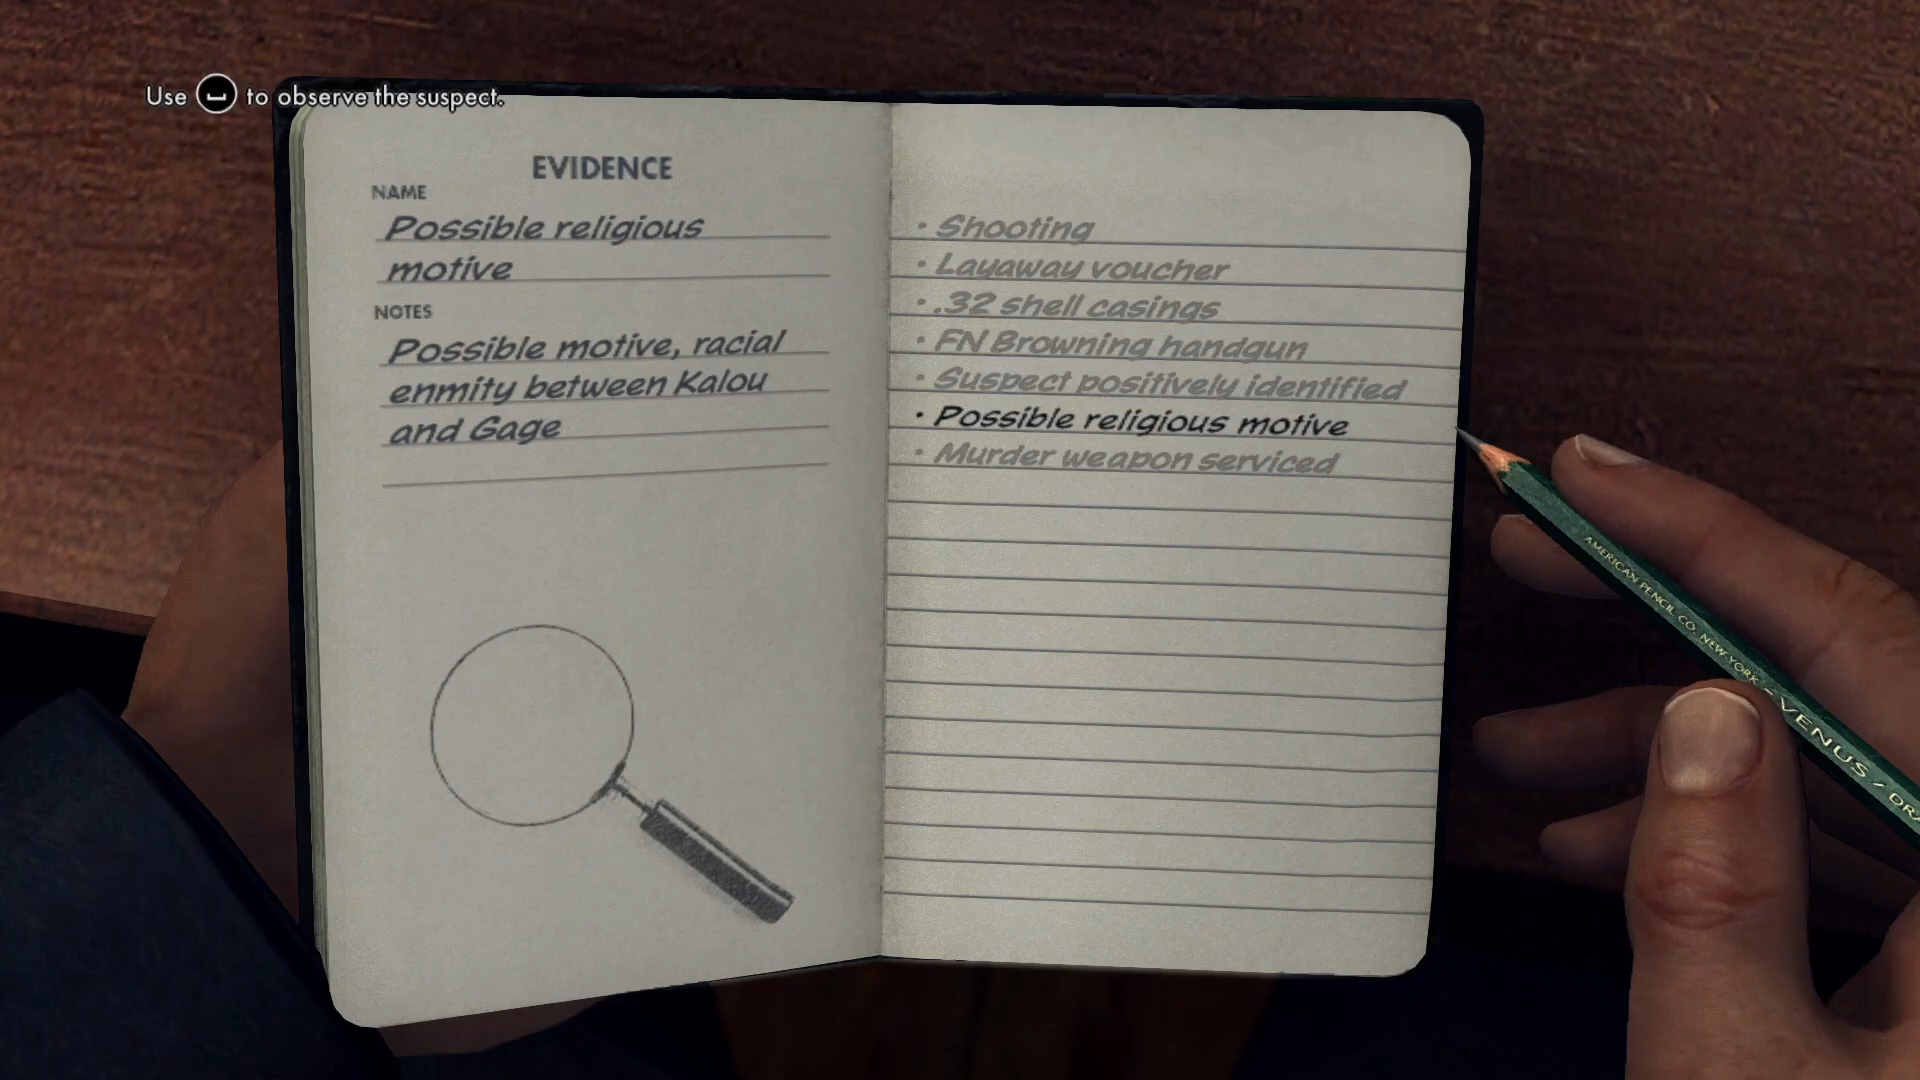 Use to observe the suspect.
EVIDENCE
NAME
Possible religious
motive
NOTES
Possible motive, racial
enmity between Kalou
and Gage
• Shooting
• Layaway voucher
• .32 shell casings
• FN Browning handgun
• Suspect positively identified
• Possible religious motive
• Murder weapon serviced
AMERICAN PENCIL CO. NEW YORK - VENUS / DRA